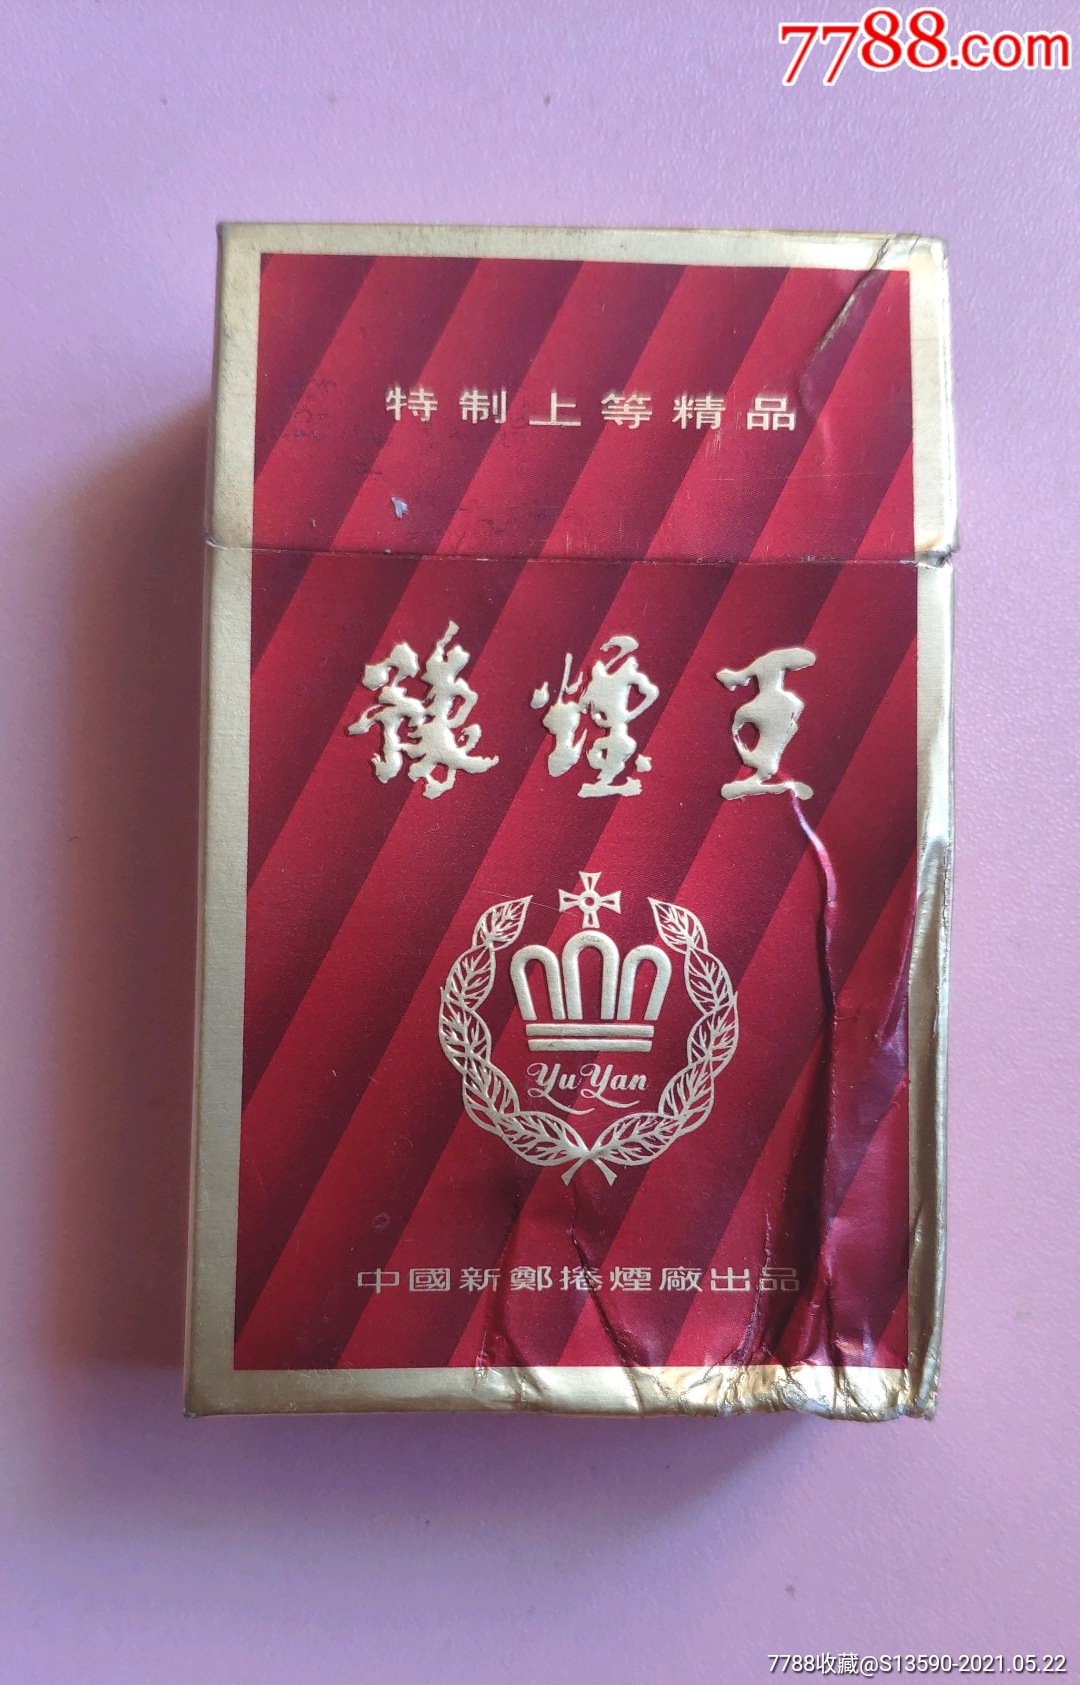 7788.com
特制上等精品
豫煙王
Yu Yan
中國新鄭捲煙廠出品
7788收藏@S13590-2021.05.22